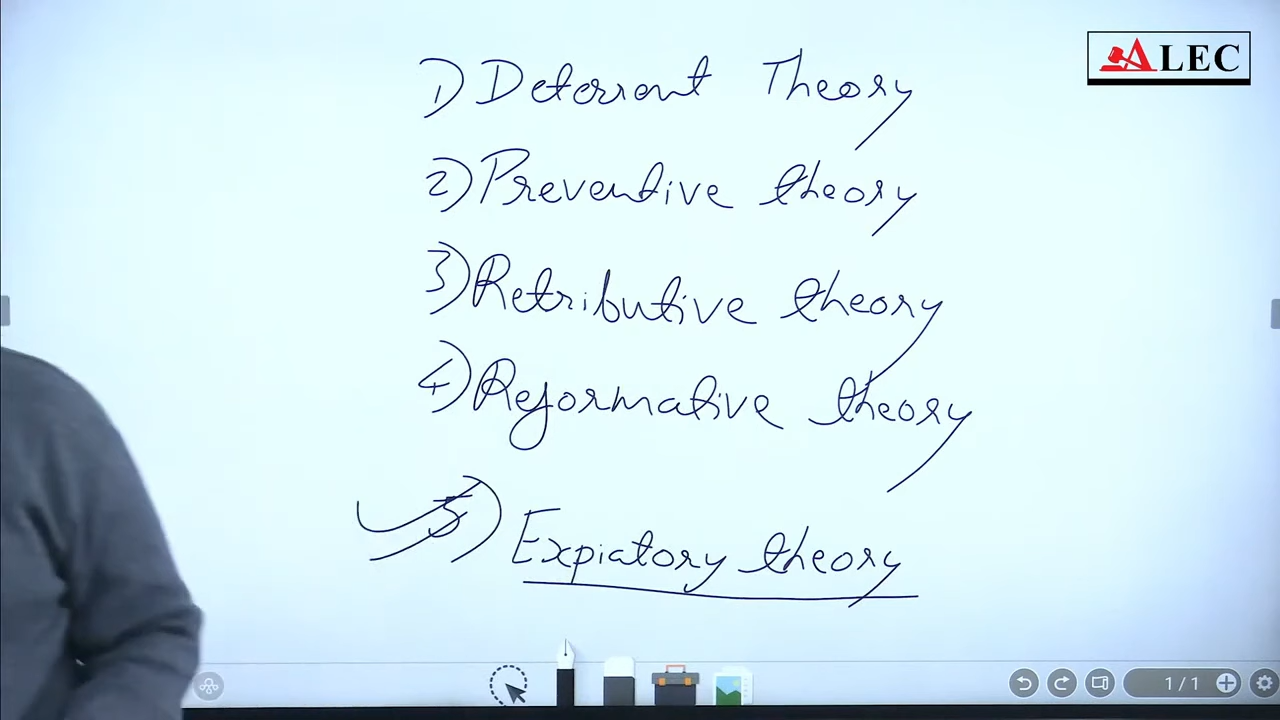 ALEC
1) Deterrent Theory
2) Preventive theory
3) Retributive theory
4) Reformative theory
5) Expiatory theory
1/1